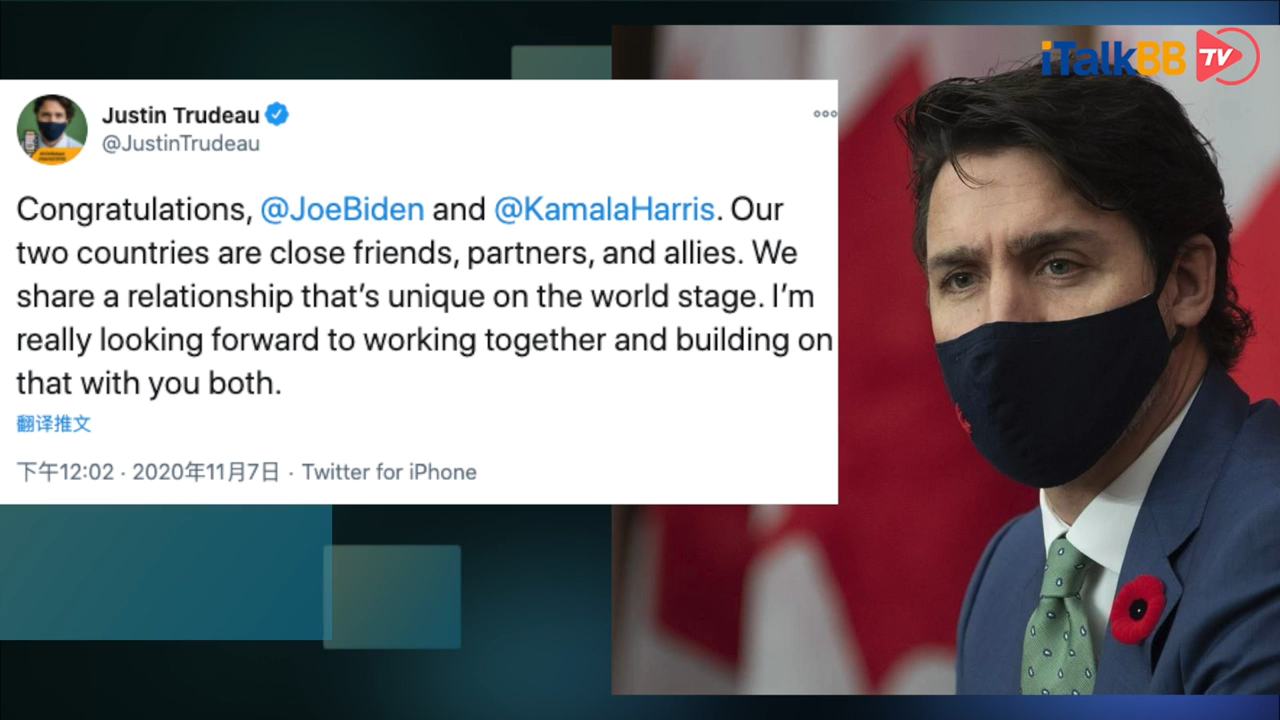 iTalkBB TV
Justin Trudeau
@JustinTrudeau
Congratulations, @JoeBiden and @KamalaHarris. Our
two countries are close friends, partners, and allies. We
share a relationship that’s unique on the world stage. I’m
really looking forward to working together and building on
that with you both.
翻译推文
下午12:02 · 2020年11月7日 · Twitter for iPhone